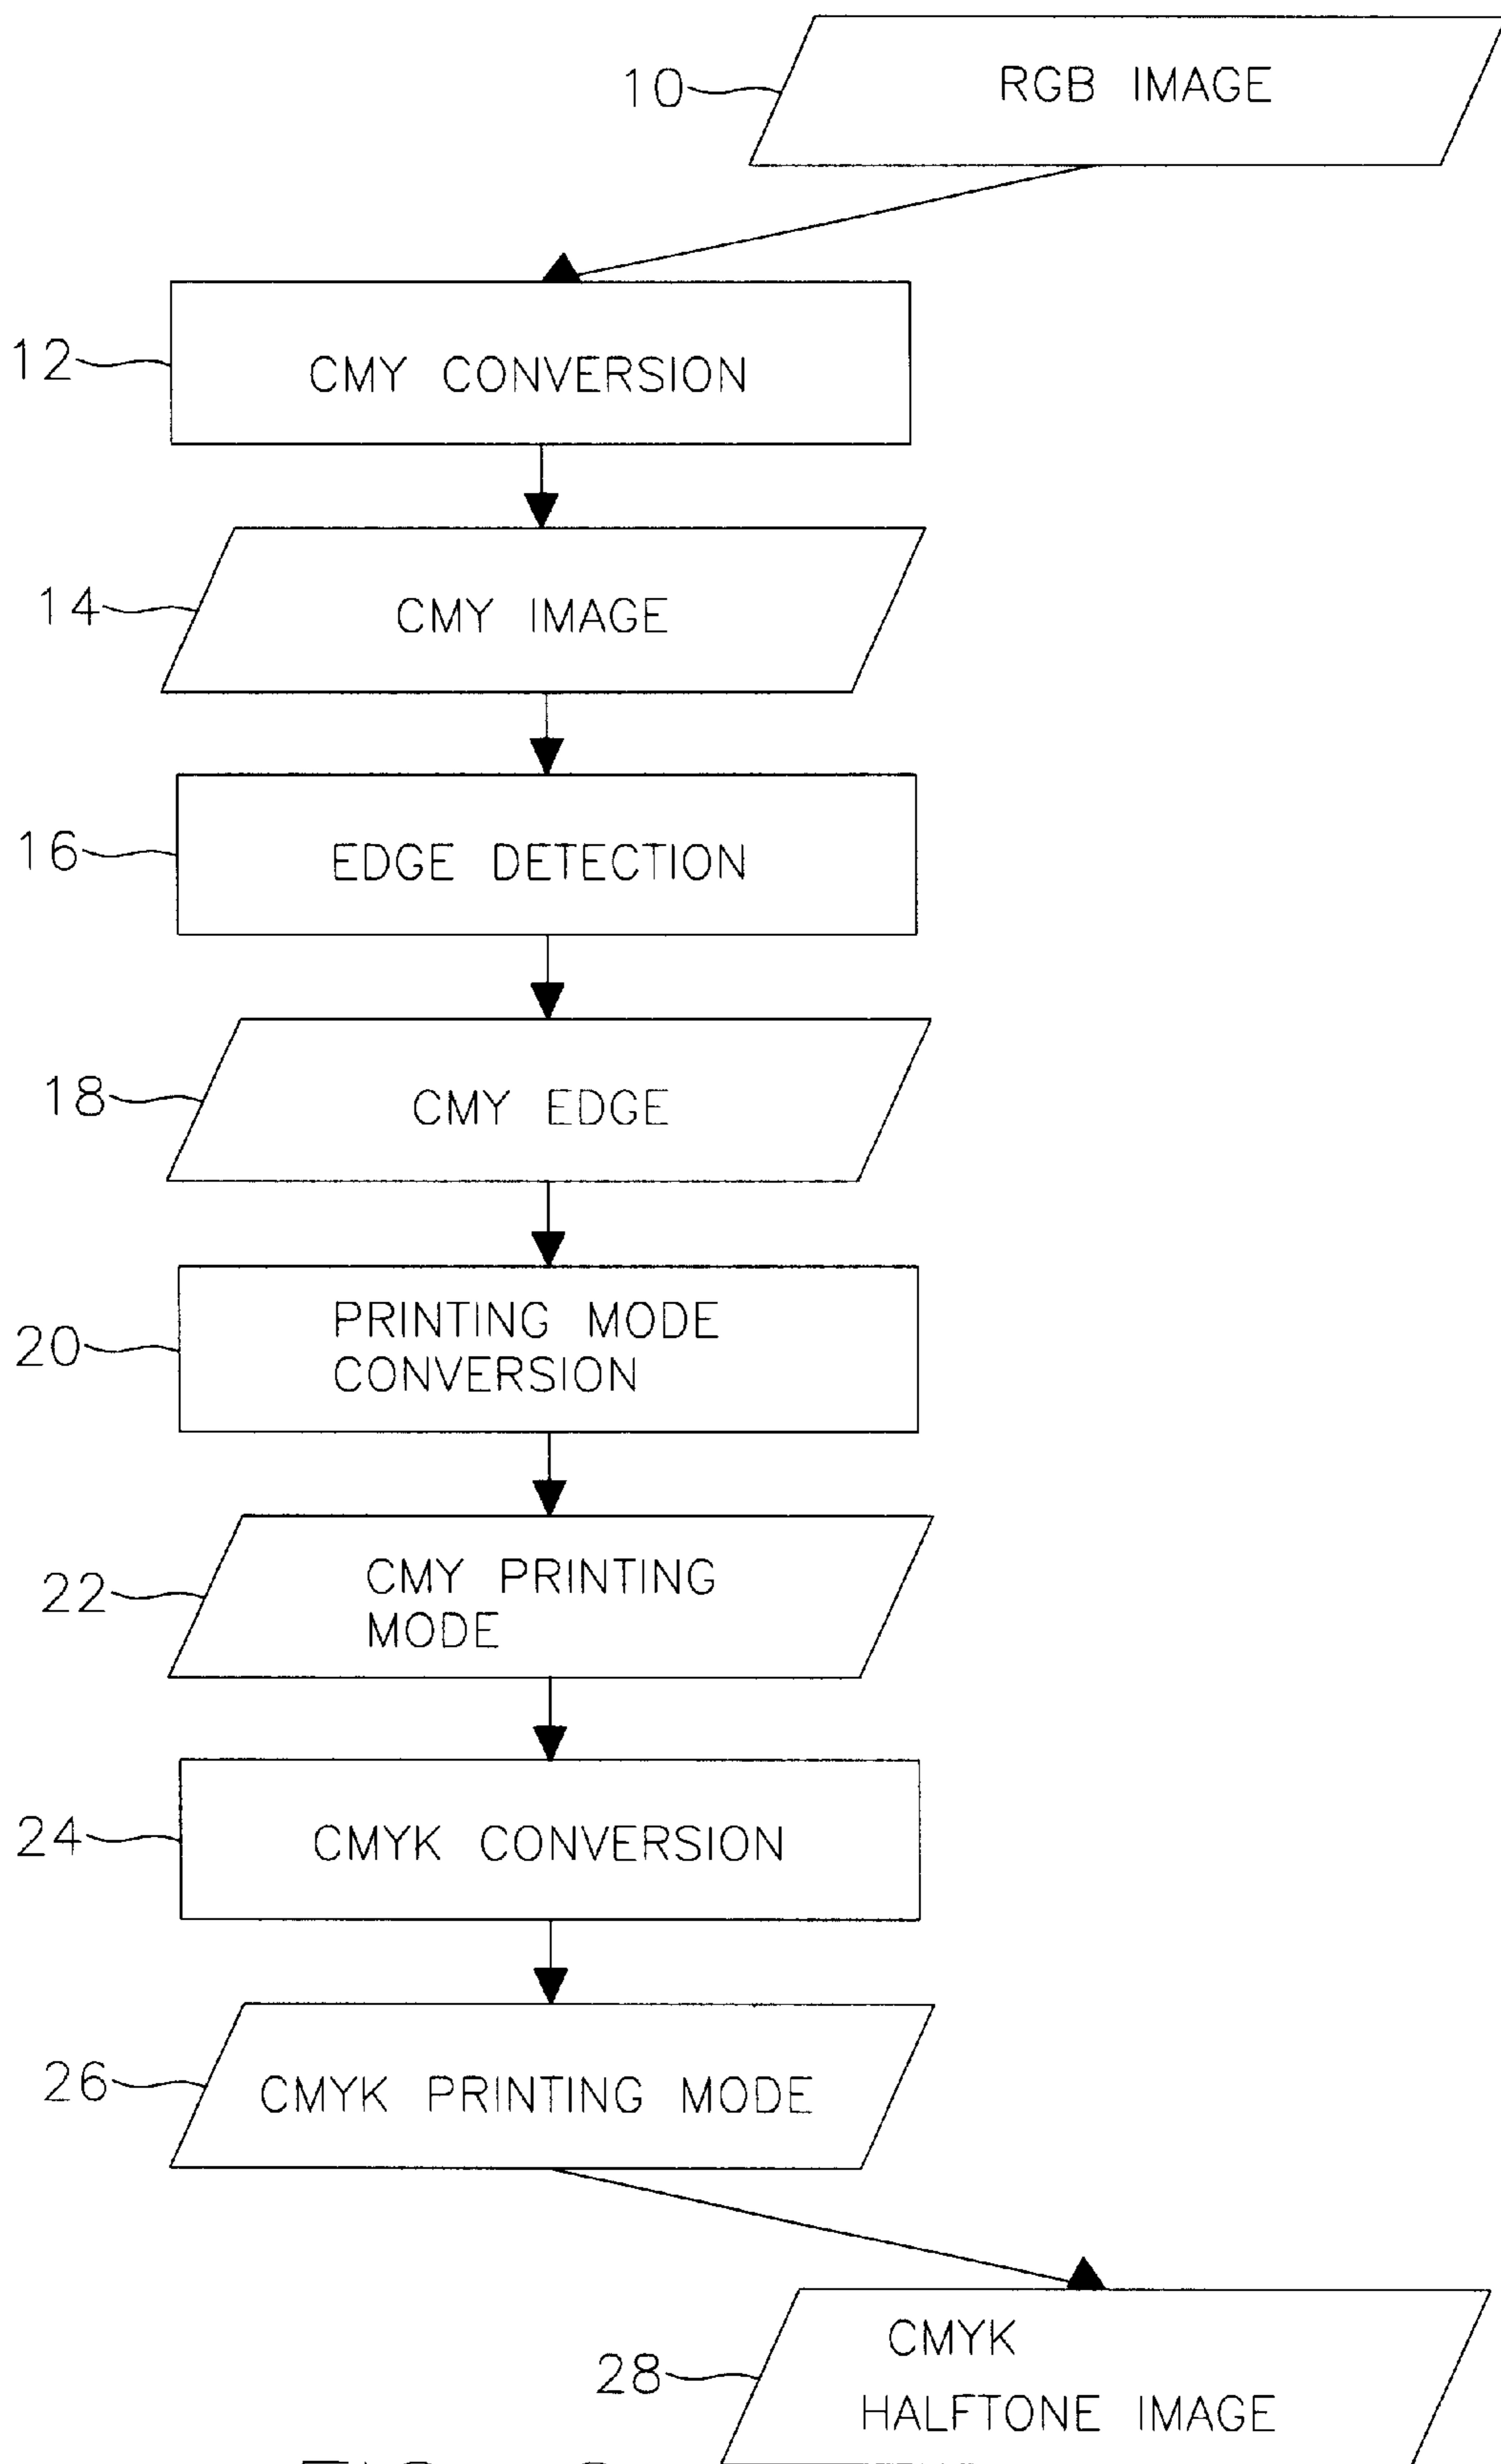 10 RGB IMAGE
12 CMY CONVERSION
14 CMY IMAGE
16 EDGE DETECTION
18 CMY EDGE
20 PRINTING MODE
CONVERSION
22 CMY PRINTING
MODE
24 CMYK CONVERSION
26 CMYK PRINTING MODE
28 CMYK
HALFTONE IMAGE